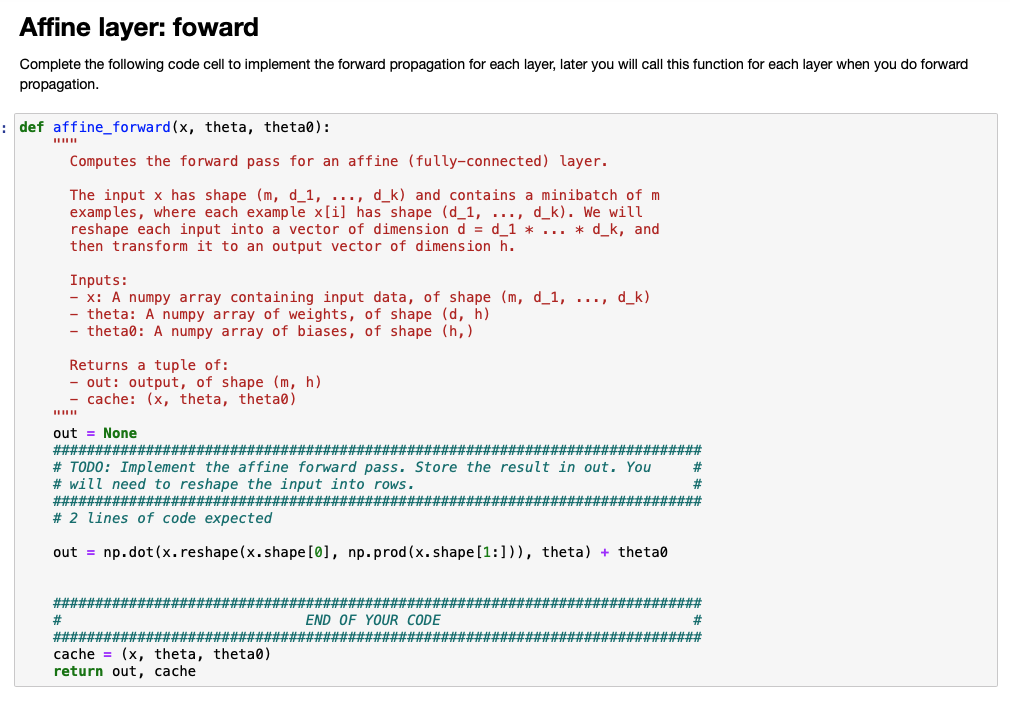 Affine layer: foward
Complete the following code cell to implement the forward propagation for each layer, later you will call this function for each layer when you do forward
propagation.
: def affine_forward(x, theta, theta0):
"""
Computes the forward pass for an affine (fully-connected) layer.
The input x has shape (m, d_1, ..., d_k) and contains a minibatch of m
examples, where each example x[i] has shape (d_1, ..., d_k). We will
reshape each input into a vector of dimension d = d_1 * ... * d_k, and
then transform it to an output vector of dimension h.
Inputs:
- x: A numpy array containing input data, of shape (m, d_1, ..., d_k)
- theta: A numpy array of weights, of shape (d, h)
- theta0: A numpy array of biases, of shape (h,)
Returns a tuple of:
- out: output, of shape (m, h)
- cache: (x, theta, theta0)
"""
out = None
#############################################################################
# TODO: Implement the affine forward pass. Store the result in out. You #
# will need to reshape the input into rows. #
#############################################################################
# 2 lines of code expected
out = np.dot(x.reshape(x.shape[0], np.prod(x.shape[1:])), theta) + theta0
#############################################################################
# END OF YOUR CODE #
#############################################################################
cache = (x, theta, theta0)
return out, cache